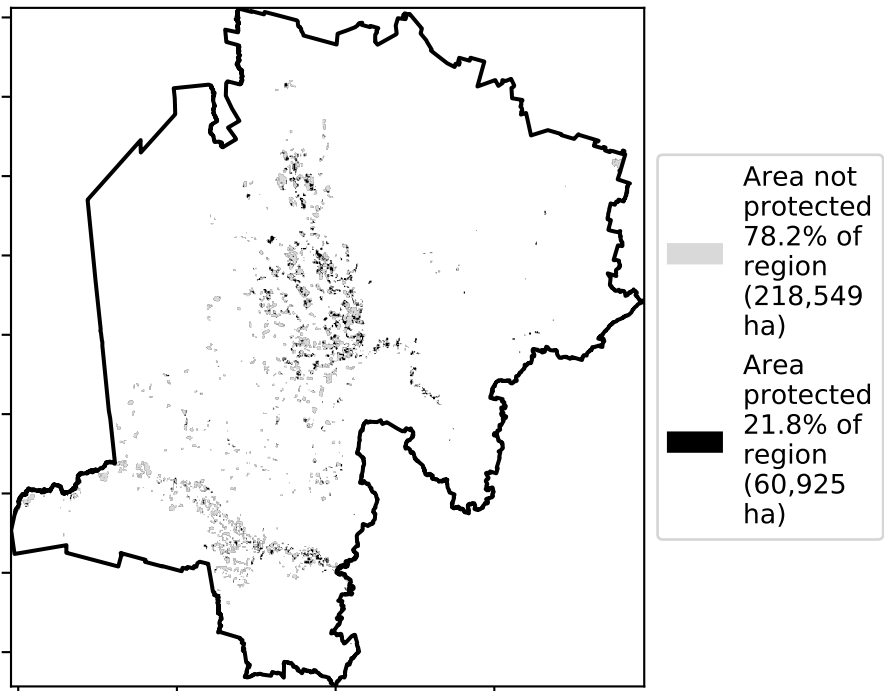 Area not
protected
78.2% of
region
(218,549
ha)
Area
protected
21.8% of
region
(60,925
ha)